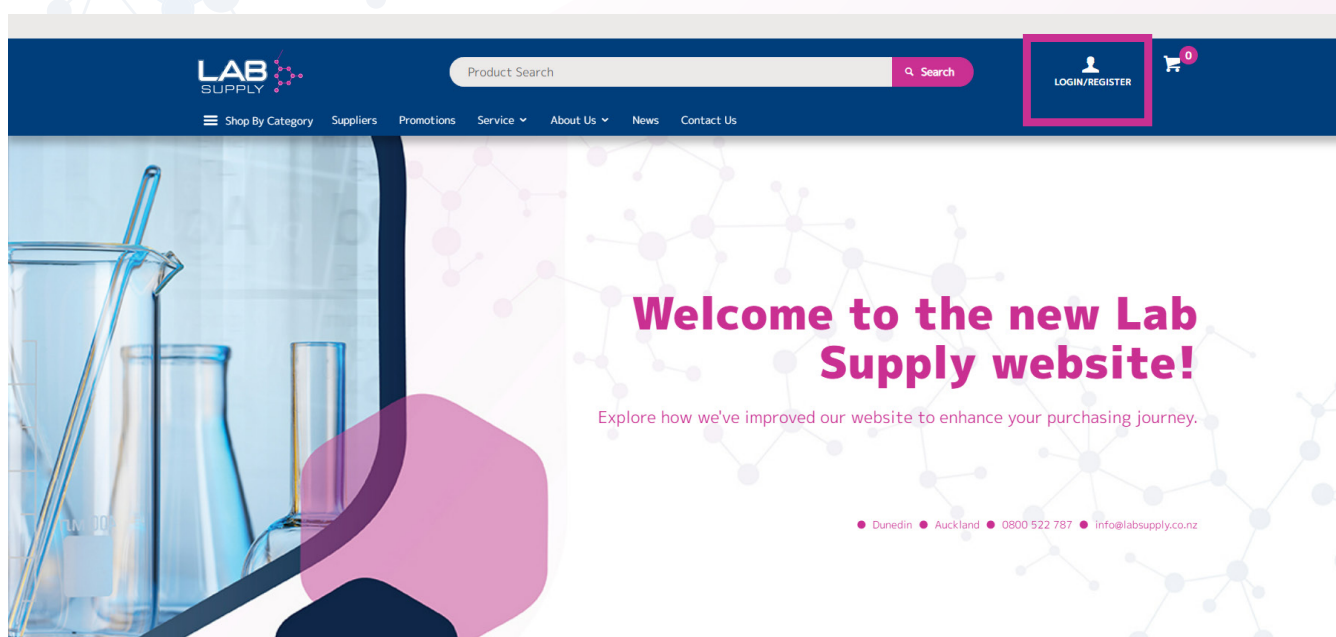 LAB
SUPPLY
Product Search
Search
LOGIN/REGISTER
0
Shop By Category Suppliers Promotions Service About Us News Contact Us
Welcome to the new Lab
Supply website!
Explore how we've improved our website to enhance your purchasing journey.
Dunedin ● Auckland ● 0800 522 787 ● info@labsupply.co.nz